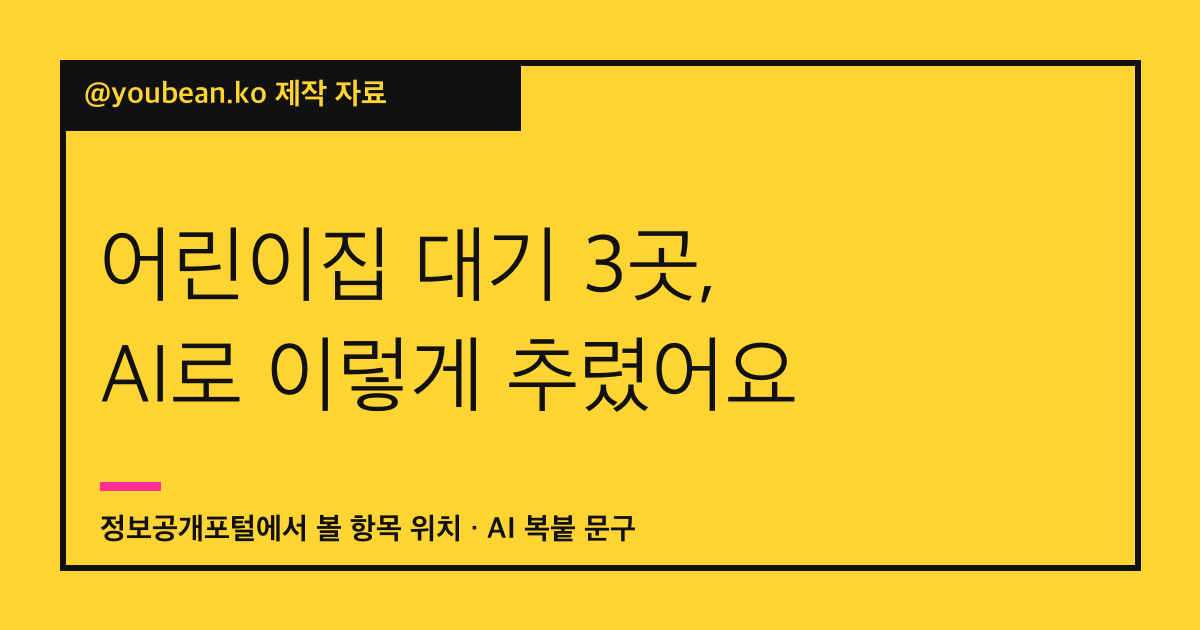 @youbean.ko 제작 자료
어린이집 대기 3곳,
AI로 이렇게 추렸어요
정보공개포털에서 볼 항목 위치 · AI 복붙 문구